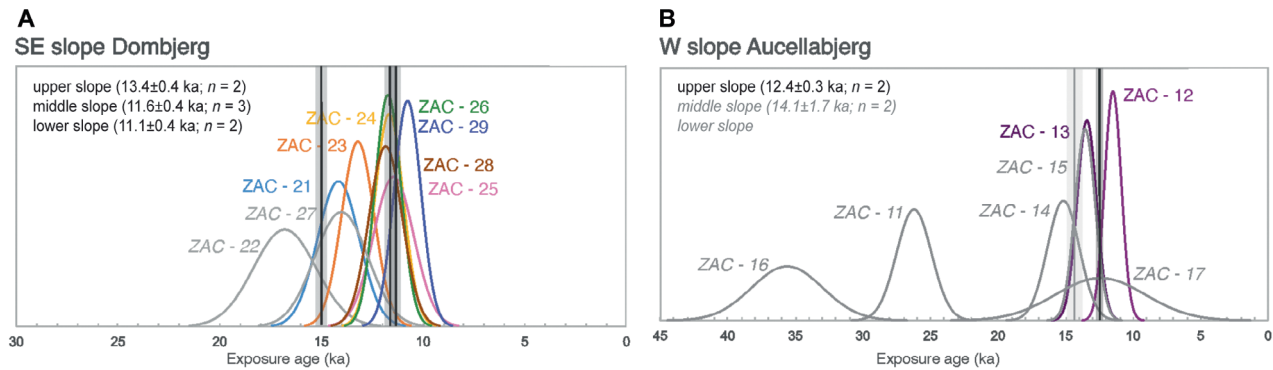 A
SE slope Dombjerg
upper slope (13.4±0.4 ka; n = 2)
middle slope (11.6±0.4 ka; n = 3)
lower slope (11.1±0.4 ka; n = 2)
ZAC - 24
ZAC - 26
ZAC - 29
ZAC - 23
ZAC - 28
ZAC - 21
ZAC - 25
ZAC - 27
ZAC - 22
30 25 20 15 10 5 0
Exposure age (ka)
B
W slope Aucellabjerg
upper slope (12.4±0.3 ka; n = 2)
middle slope (14.1±1.7 ka; n = 2)
lower slope
ZAC - 12
ZAC - 13
ZAC - 15
ZAC - 11
ZAC - 14
ZAC - 16
ZAC - 17
45 40 35 30 25 20 15 10 5 0
Exposure age (ka)